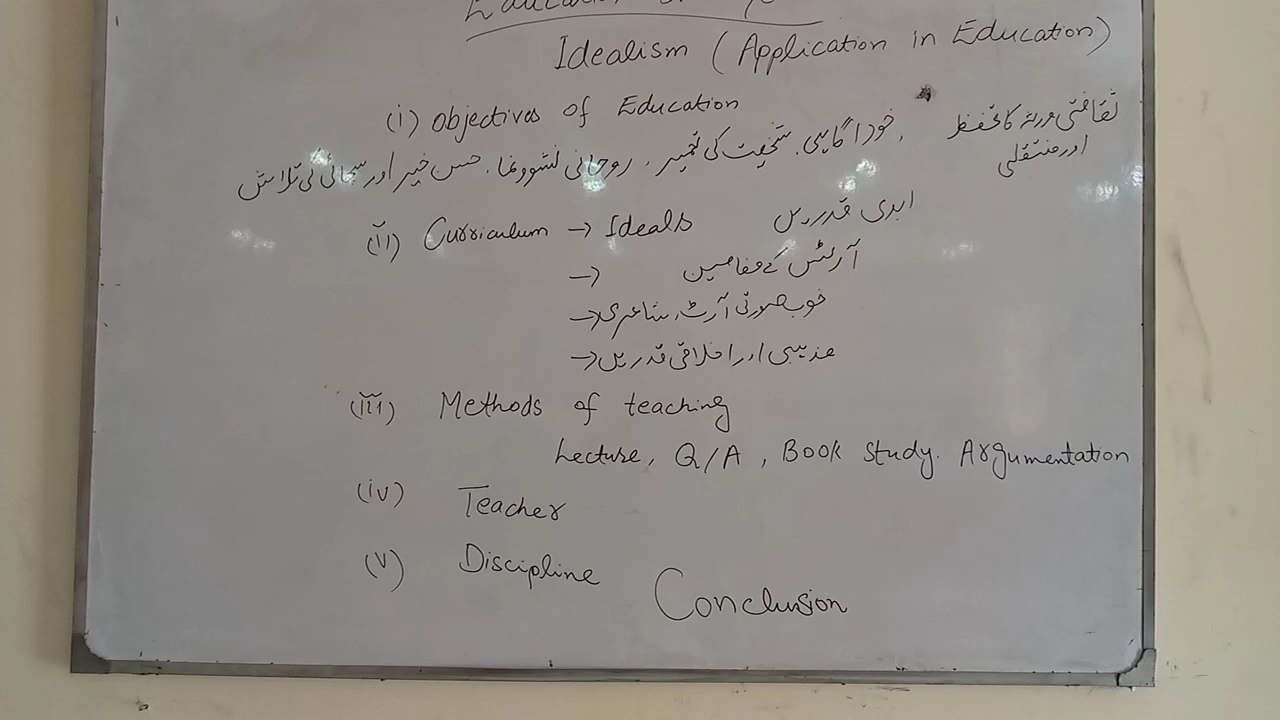 Idealism (Application in Education)
(i) Objectives of Education
ثقافتی ورثہ کا تحفظ
اور منتقلی
، خود آگاہی، شخصیت کی تعمیر، روحانی نشوونما، حسن خیر اور سچائی کی تلاش
(ii) Curriculum → Ideals ابدی قدریں
→ آرٹس کے مضامین
→ خوبصورتی آرٹ، شاعری
→ مذہبی اور اخلاقی قدریں
(iii) Methods of teaching
Lecture, Q/A, Book Study. Argumentation
(iv) Teacher
(v) Discipline
Conclusion